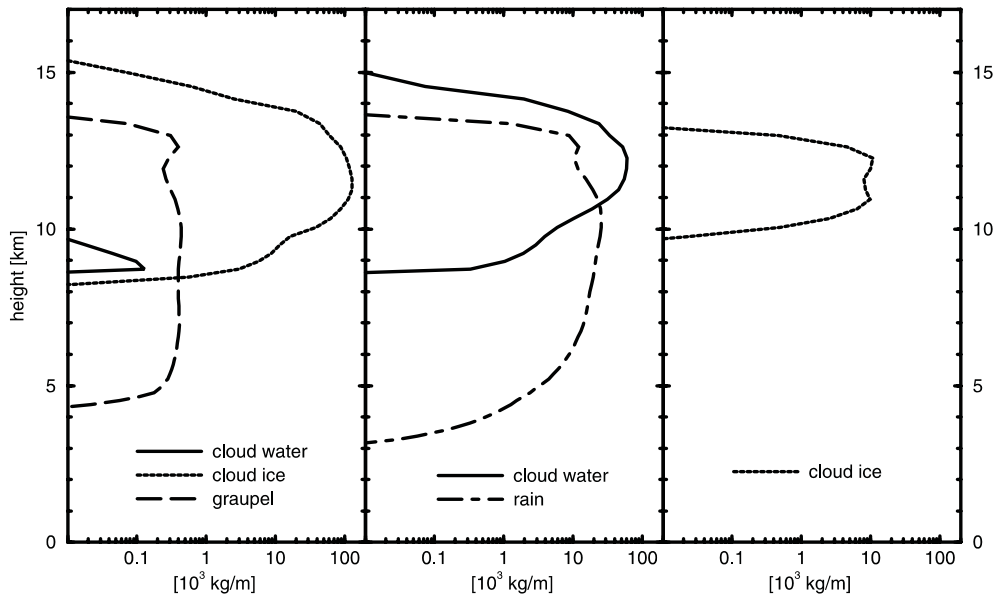 15
10
5
0
height [km]
cloud water
cloud ice
graupel
cloud water
rain
cloud ice
15
10
5
0
0.1 1 10 100 0.1 1 10 100 0.1 1 10 100
[10³ kg/m] [10³ kg/m] [10³ kg/m]